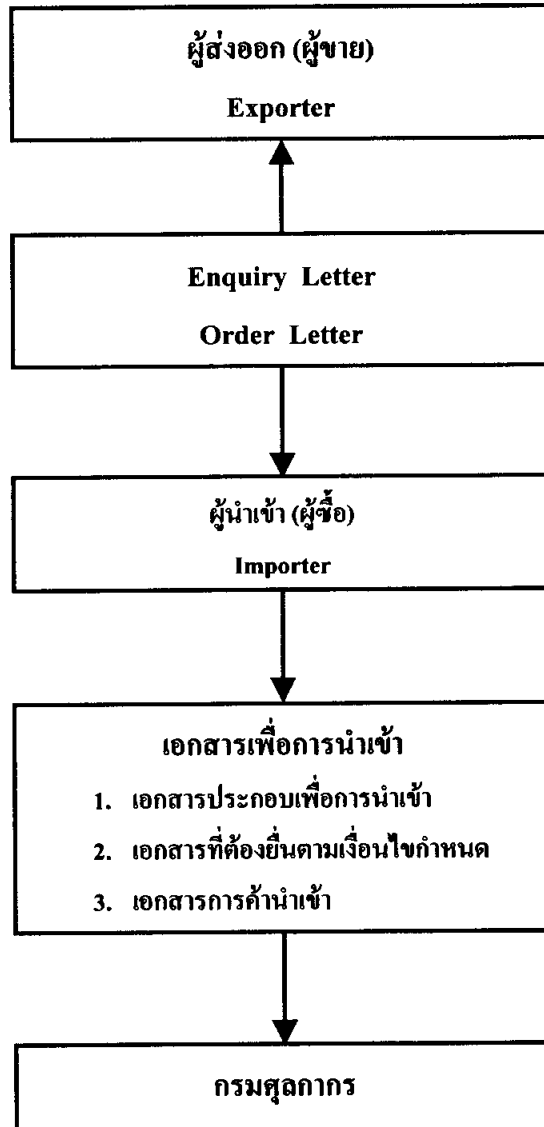 ผู้ส่งออก (ผู้ขาย)
Exporter
Enquiry Letter
Order Letter
ผู้นำเข้า (ผู้ซื้อ)
Importer
เอกสารเพื่อการนำเข้า
1. เอกสารประกอบเพื่อการนำเข้า
2. เอกสารที่ต้องยื่นตามเงื่อนไขกำหนด
3. เอกสารการค้านำเข้า
กรมศุลกากร